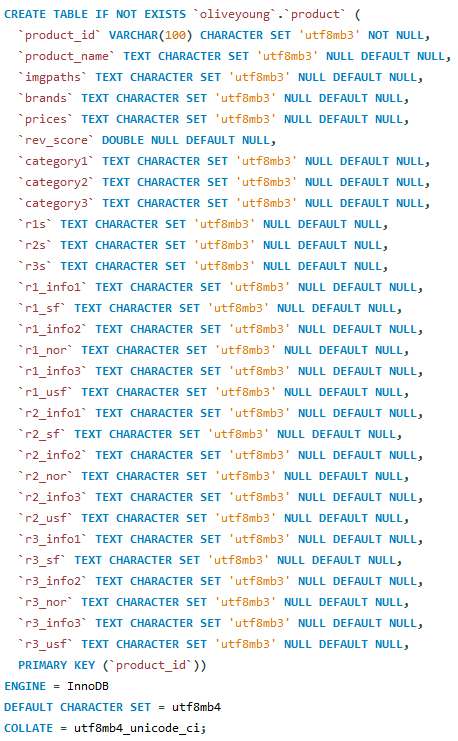 CREATE TABLE IF NOT EXISTS `oliveyoung`.`product` (
  `product_id` VARCHAR(100) CHARACTER SET 'utf8mb3' NOT NULL,
  `product_name` TEXT CHARACTER SET 'utf8mb3' NULL DEFAULT NULL,
  `imgpaths` TEXT CHARACTER SET 'utf8mb3' NULL DEFAULT NULL,
  `brands` TEXT CHARACTER SET 'utf8mb3' NULL DEFAULT NULL,
  `prices` TEXT CHARACTER SET 'utf8mb3' NULL DEFAULT NULL,
  `rev_score` DOUBLE NULL DEFAULT NULL,
  `category1` TEXT CHARACTER SET 'utf8mb3' NULL DEFAULT NULL,
  `category2` TEXT CHARACTER SET 'utf8mb3' NULL DEFAULT NULL,
  `category3` TEXT CHARACTER SET 'utf8mb3' NULL DEFAULT NULL,
  `r1s` TEXT CHARACTER SET 'utf8mb3' NULL DEFAULT NULL,
  `r2s` TEXT CHARACTER SET 'utf8mb3' NULL DEFAULT NULL,
  `r3s` TEXT CHARACTER SET 'utf8mb3' NULL DEFAULT NULL,
  `r1_info1` TEXT CHARACTER SET 'utf8mb3' NULL DEFAULT NULL,
  `r1_sf` TEXT CHARACTER SET 'utf8mb3' NULL DEFAULT NULL,
  `r1_info2` TEXT CHARACTER SET 'utf8mb3' NULL DEFAULT NULL,
  `r1_nor` TEXT CHARACTER SET 'utf8mb3' NULL DEFAULT NULL,
  `r1_info3` TEXT CHARACTER SET 'utf8mb3' NULL DEFAULT NULL,
  `r1_usf` TEXT CHARACTER SET 'utf8mb3' NULL DEFAULT NULL,
  `r2_info1` TEXT CHARACTER SET 'utf8mb3' NULL DEFAULT NULL,
  `r2_sf` TEXT CHARACTER SET 'utf8mb3' NULL DEFAULT NULL,
  `r2_info2` TEXT CHARACTER SET 'utf8mb3' NULL DEFAULT NULL,
  `r2_nor` TEXT CHARACTER SET 'utf8mb3' NULL DEFAULT NULL,
  `r2_info3` TEXT CHARACTER SET 'utf8mb3' NULL DEFAULT NULL,
  `r2_usf` TEXT CHARACTER SET 'utf8mb3' NULL DEFAULT NULL,
  `r3_info1` TEXT CHARACTER SET 'utf8mb3' NULL DEFAULT NULL,
  `r3_sf` TEXT CHARACTER SET 'utf8mb3' NULL DEFAULT NULL,
  `r3_info2` TEXT CHARACTER SET 'utf8mb3' NULL DEFAULT NULL,
  `r3_nor` TEXT CHARACTER SET 'utf8mb3' NULL DEFAULT NULL,
  `r3_info3` TEXT CHARACTER SET 'utf8mb3' NULL DEFAULT NULL,
  `r3_usf` TEXT CHARACTER SET 'utf8mb3' NULL DEFAULT NULL,
  PRIMARY KEY (`product_id`))
ENGINE = InnoDB
DEFAULT CHARACTER SET = utf8mb4
COLLATE = utf8mb4_unicode_ci;